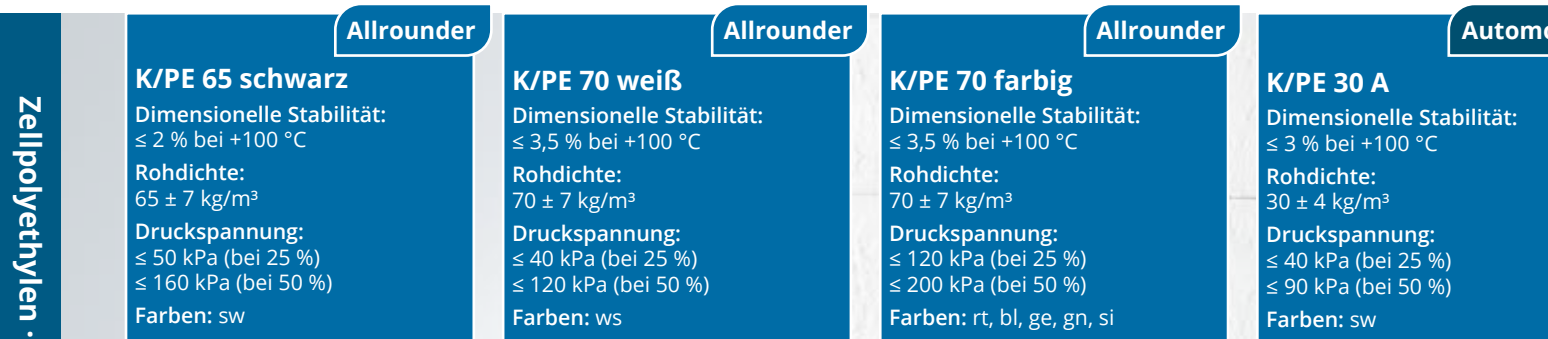 Zellpolyethylen ·
Allrounder
K/PE 65 schwarz
Dimensionelle Stabilität:
≤ 2 % bei +100 °C
Rohdichte:
65 ± 7 kg/m³
Druckspannung:
≤ 50 kPa (bei 25 %)
≤ 160 kPa (bei 50 %)
Farben: sw
Allrounder
K/PE 70 weiß
Dimensionelle Stabilität:
≤ 3,5 % bei +100 °C
Rohdichte:
70 ± 7 kg/m³
Druckspannung:
≤ 40 kPa (bei 25 %)
≤ 120 kPa (bei 50 %)
Farben: ws
Allrounder
K/PE 70 farbig
Dimensionelle Stabilität:
≤ 3,5 % bei +100 °C
Rohdichte:
70 ± 7 kg/m³
Druckspannung:
≤ 120 kPa (bei 25 %)
≤ 200 kPa (bei 50 %)
Farben: rt, bl, ge, gn, si
K/PE 30 A
Dimensionelle Stabilität:
≤ 3 % bei +100 °C
Rohdichte:
30 ± 4 kg/m³
Druckspannung:
≤ 40 kPa (bei 25 %)
≤ 90 kPa (bei 50 %)
Farben: sw